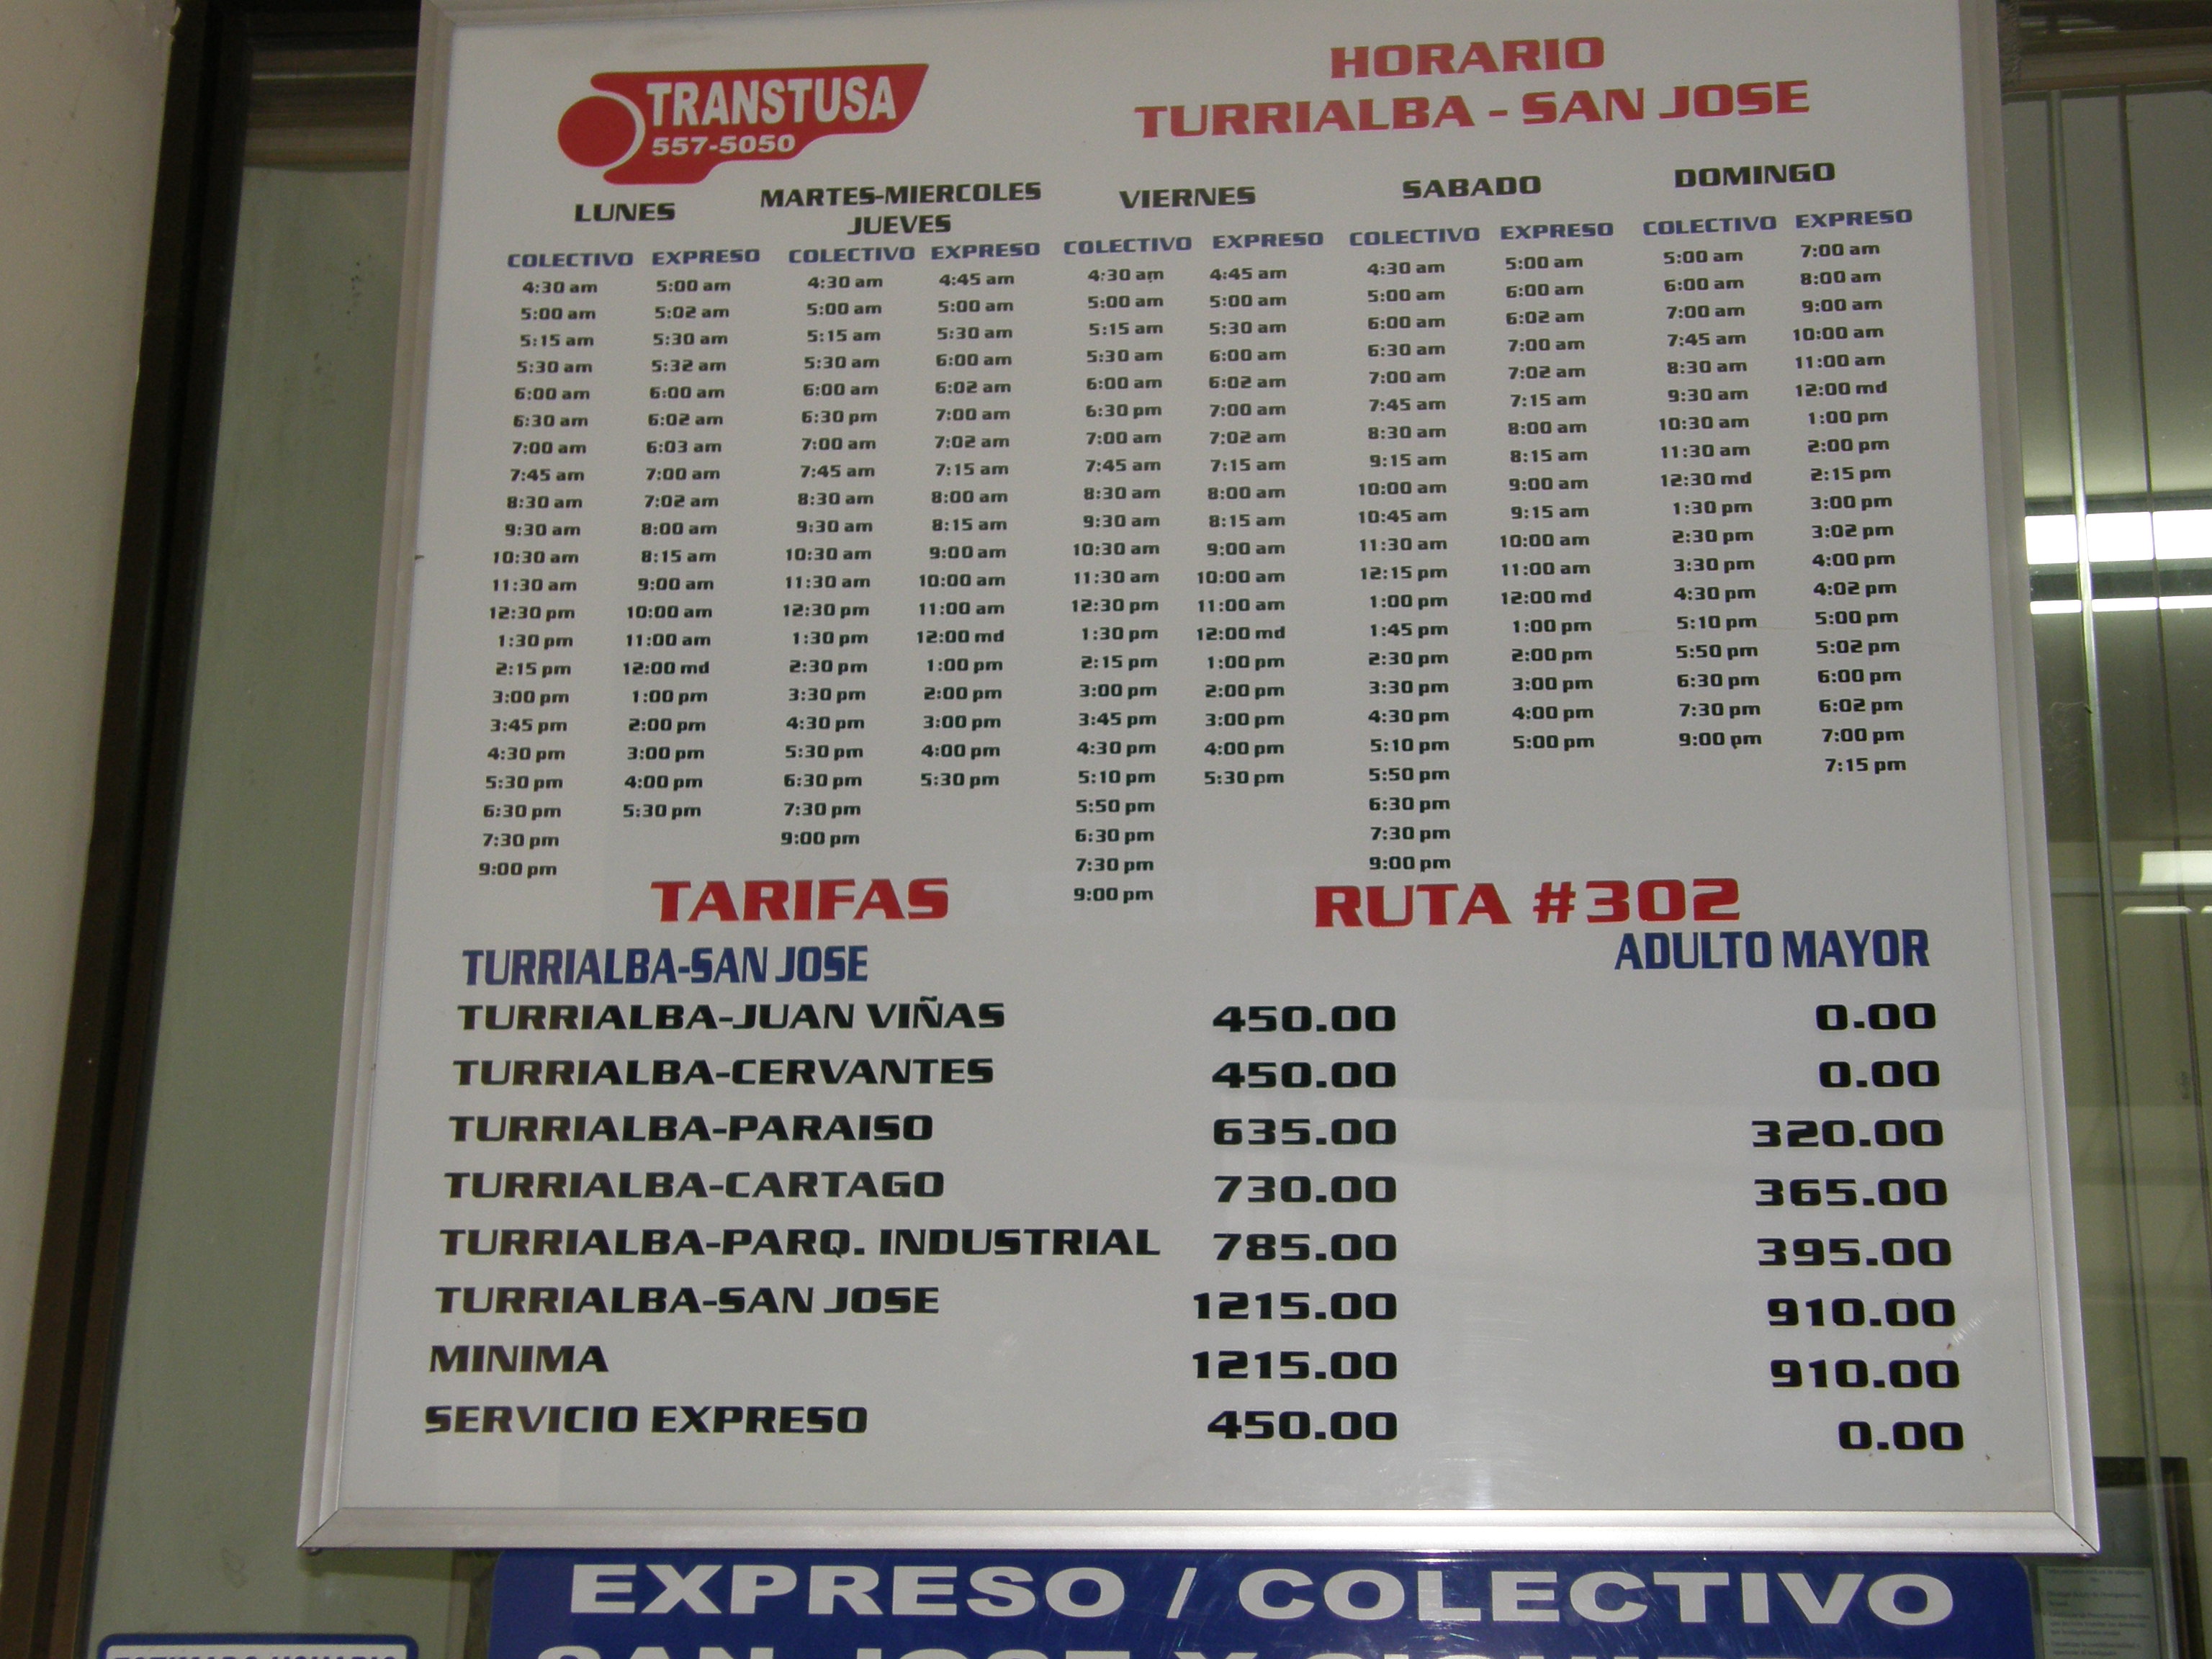 TRANSTUSA
557-5050
HORARIO
TURRIALBA - SAN JOSE
LUNES
COLECTIVO EXPRESO
4:30 am 5:00 am
5:00 am 5:02 am
5:15 am 5:30 am
5:30 am 5:32 am
6:00 am 6:00 am
6:30 am 6:02 am
7:00 am 6:03 am
7:45 am 7:00 am
8:30 am 7:02 am
9:30 am 8:00 am
10:30 am 8:15 am
11:30 am 9:00 am
12:30 pm 10:00 am
1:30 pm 11:00 am
2:15 pm 12:00 md
3:00 pm 1:00 pm
3:45 pm 2:00 pm
4:30 pm 3:00 pm
5:30 pm 4:00 pm
6:30 pm 5:30 pm
7:30 pm
9:00 pm
MARTES-MIERCOLES
JUEVES
COLECTIVO EXPRESO
4:30 am 4:45 am
5:00 am 5:00 am
5:15 am 5:30 am
5:30 am 6:00 am
6:00 am 6:02 am
6:30 pm 7:00 am
7:00 am 7:02 am
7:45 am 7:15 am
8:30 am 8:00 am
9:30 am 8:15 am
10:30 am 9:00 am
11:30 am 10:00 am
12:30 pm 11:00 am
1:30 pm 12:00 md
2:30 pm 1:00 pm
3:30 pm 2:00 pm
4:30 pm 3:00 pm
5:30 pm 4:00 pm
6:30 pm 5:30 pm
7:30 pm
9:00 pm
VIERNES
COLECTIVO EXPRESO
4:30 am 4:45 am
5:00 am 5:00 am
5:15 am 5:30 am
5:30 am 6:00 am
6:00 am 6:02 am
6:30 pm 7:00 am
7:00 am 7:02 am
7:45 am 7:15 am
8:30 am 8:00 am
9:30 am 8:15 am
10:30 am 9:00 am
11:30 am 10:00 am
12:30 pm 11:00 am
1:30 pm 12:00 md
2:15 pm 1:00 pm
3:00 pm 2:00 pm
3:45 pm 3:00 pm
4:30 pm 4:00 pm
5:10 pm 5:30 pm
5:50 pm
6:30 pm
7:30 pm
9:00 pm
SABADO
COLECTIVO EXPRESO
4:30 am 5:00 am
5:00 am 6:00 am
6:00 am 6:02 am
6:30 am 7:00 am
7:00 am 7:02 am
7:45 am 7:15 am
8:30 am 8:00 am
9:15 am 8:15 am
10:00 am 9:00 am
10:45 am 9:15 am
11:30 am 10:00 am
12:15 pm 11:00 am
1:00 pm 12:00 md
1:45 pm 1:00 pm
2:30 pm 2:00 pm
3:30 pm 3:00 pm
4:30 pm 4:00 pm
5:10 pm 5:00 pm
5:50 pm
6:30 pm
7:30 pm
9:00 pm
DOMINGO
COLECTIVO EXPRESO
5:00 am 7:00 am
6:00 am 8:00 am
7:00 am 9:00 am
7:45 am 10:00 am
8:30 am 11:00 am
9:30 am 12:00 md
10:30 am 1:00 pm
11:30 am 2:00 pm
12:30 md 2:15 pm
1:30 pm 3:00 pm
2:30 pm 3:02 pm
3:30 pm 4:00 pm
4:30 pm 4:02 pm
5:10 pm 5:00 pm
5:50 pm 5:02 pm
6:30 pm 6:00 pm
7:30 pm 6:02 pm
9:00 pm 7:00 pm
7:15 pm
TARIFAS RUTA #302
TURRIALBA-SAN JOSE ADULTO MAYOR
TURRIALBA-JUAN VIÑAS 450.00 0.00
TURRIALBA-CERVANTES 450.00 0.00
TURRIALBA-PARAISO 635.00 320.00
TURRIALBA-CARTAGO 730.00 365.00
TURRIALBA-PARQ. INDUSTRIAL 785.00 395.00
TURRIALBA-SAN JOSE 1215.00 910.00
MINIMA 1215.00 910.00
SERVICIO EXPRESO 450.00 0.00
EXPRESO / COLECTIVO
SAN JOSE Y